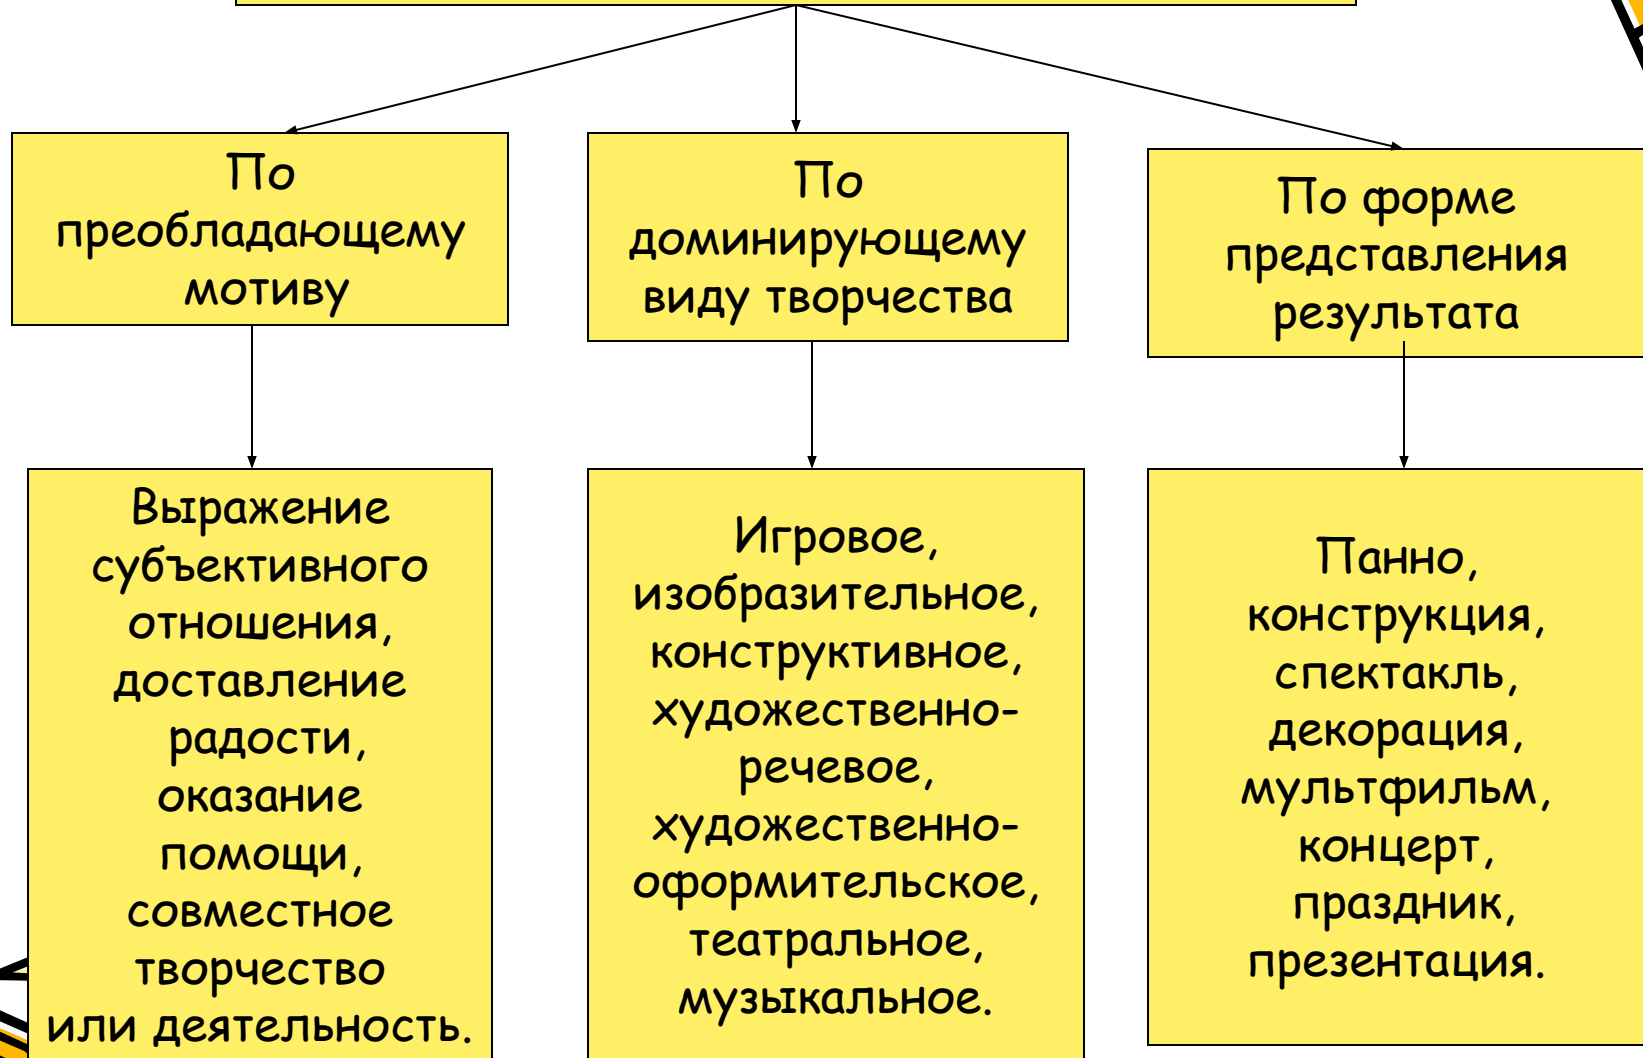 По
преобладающему
мотиву
По
доминирующему
виду творчества
По форме
представления
результата
Выражение
субъективного
отношения,
доставление
радости,
оказание
помощи,
совместное
творчество
или деятельность.
Игровое,
изобразительное,
конструктивное,
художественно-
речевое,
художественно-
оформительское,
театральное,
музыкальное.
Панно,
конструкция,
спектакль,
декорация,
мультфильм,
концерт,
праздник,
презентация.